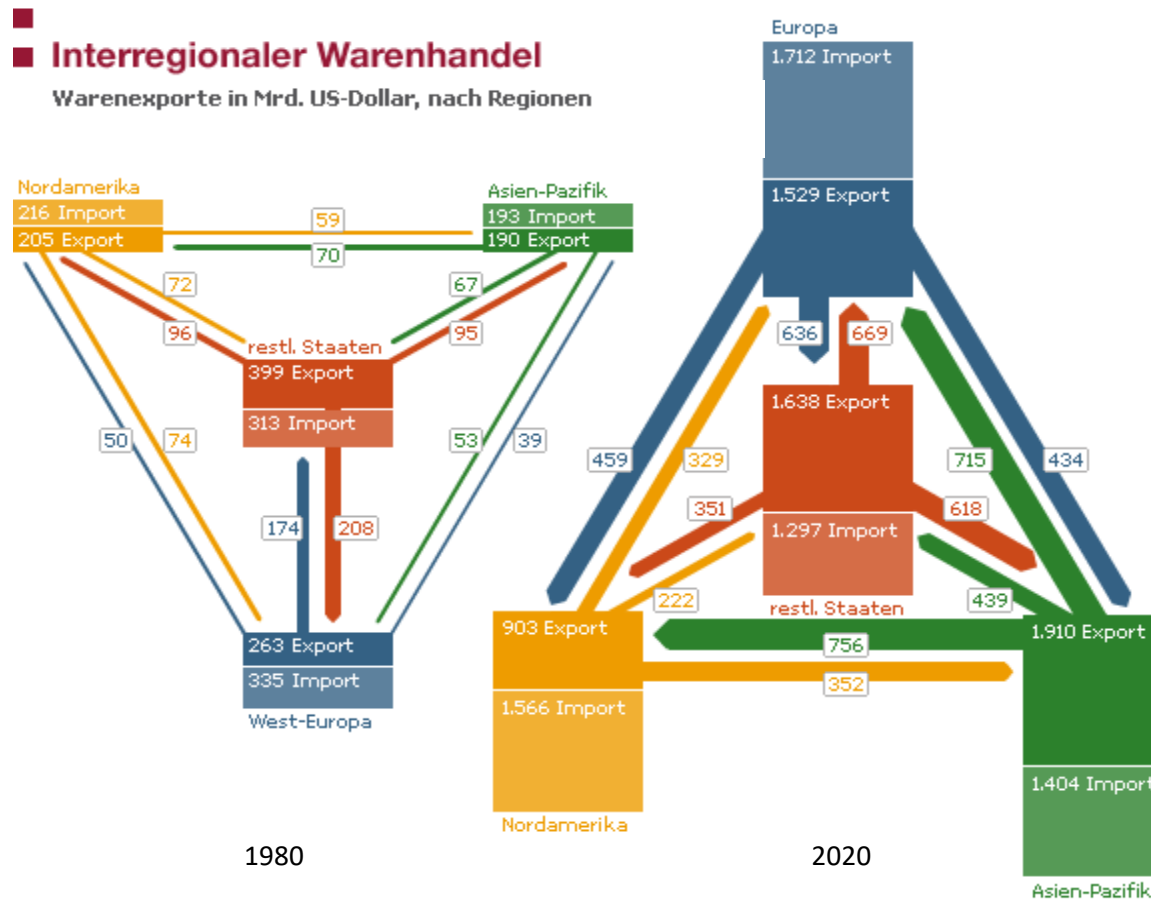 Interregionaler Warenhandel
Warenexporte in Mrd. US-Dollar, nach Regionen
Nordamerika
216 Import
205 Export
59
70
Asien-Pazifik
193 Import
190 Export
72
96
67
95
restl. Staaten
399 Export
313 Import
50
74
53
39
174
208
263 Export
335 Import
West-Europa
1980
Europa
1.712 Import
1.529 Export
636
669
1.638 Export
1.297 Import
restl. Staaten
459
329
715
434
351
618
222
439
903 Export
1.566 Import
Nordamerika
756
352
1.910 Export
1.404 Import
Asien-Pazifik
2020